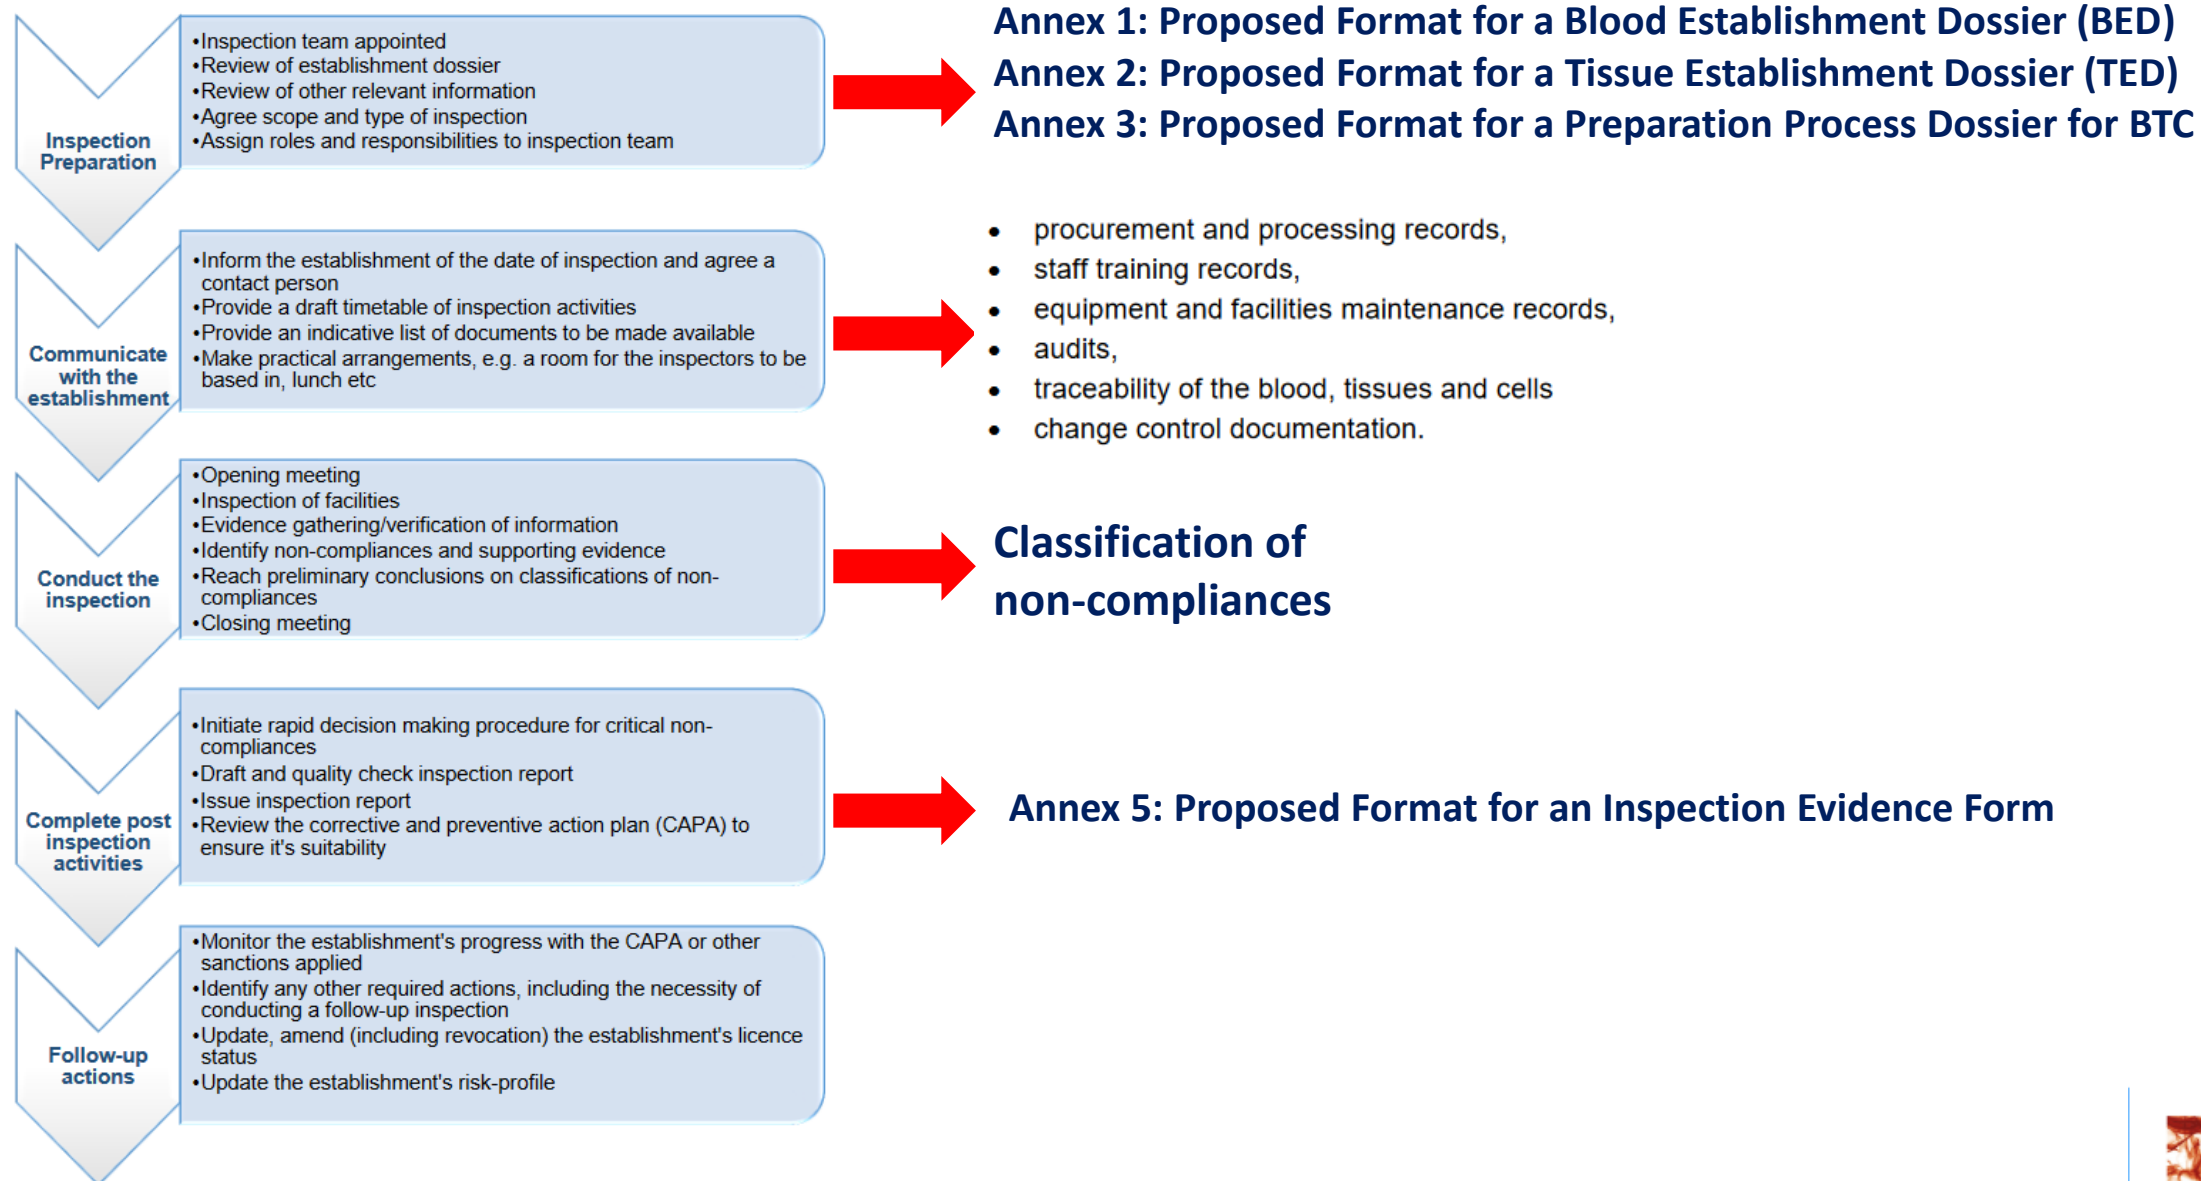 Inspection
Preparation
•Inspection team appointed
•Review of establishment dossier
•Review of other relevant information
•Agree scope and type of inspection
•Assign roles and responsibilities to inspection team
Annex 1: Proposed Format for a Blood Establishment Dossier (BED)
Annex 2: Proposed Format for a Tissue Establishment Dossier (TED)
Annex 3: Proposed Format for a Preparation Process Dossier for BTC
Communicate
with the
establishment
•Inform the establishment of the date of inspection and agree a
contact person
•Provide a draft timetable of inspection activities
•Provide an indicative list of documents to be made available
•Make practical arrangements, e.g. a room for the inspectors to be
based in, lunch etc
• procurement and processing records,
• staff training records,
• equipment and facilities maintenance records,
• audits,
• traceability of the blood, tissues and cells
• change control documentation.
Conduct the
inspection
•Opening meeting
•Inspection of facilities
•Evidence gathering/verification of information
•Identify non-compliances and supporting evidence
•Reach preliminary conclusions on classifications of non-
compliances
•Closing meeting
Classification of
non-compliances
Complete post
inspection
activities
•Initiate rapid decision making procedure for critical non-
compliances
•Draft and quality check inspection report
•Issue inspection report
•Review the corrective and preventive action plan (CAPA) to
ensure it's suitability
Annex 5: Proposed Format for an Inspection Evidence Form
Follow-up
actions
•Monitor the establishment's progress with the CAPA or other
sanctions applied
•Identify any other required actions, including the necessity of
conducting a follow-up inspection
•Update, amend (including revocation) the establishment's licence
status
•Update the establishment's risk-profile